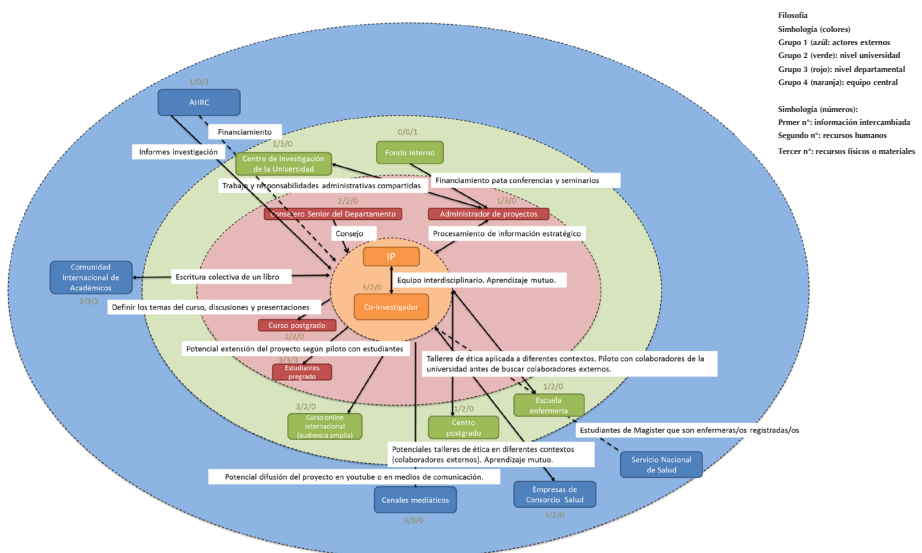 Filosofía
Simbología (colores)
Grupo 1 (azúl: actores externos
Grupo 2 (verde): nivel universidad
Grupo 3 (rojo): nivel departamental
Grupo 4 (naranja): equipo central
Simbología (números):
Prmer n°: información intercambiada
Segundo n°: recursos humanos
Tercer n°: recursos físicos o materiales
1/0/3
AHRC
Financiamiento
Informes investigación
1/3/0
Centro de Investigación
de la Universidad
0/0/1
Fondo interno
Financiamiento pata conferencias y seminarios
Trabajo y responsabilidades administrativas compartidas
2/2/0
Consejero Senior del Departamento
1/3/0
Administrador de proyectos
Consejo
Procesamiento de información estratégico
IP
Comunidad
Internacional de
Académicos
3/3/2
Escritura colectiva de un libro
Equipo interdisciplinario. Aprendizaje mutuo.
3/2/0
Co-Investigador
Definir los temas del curso, discusiones y presentaciones
Curso postgrado
2/2/0
Potencial extensión del proyecto según piloto con estudiantes
Estudiantes
pregrado
Talleres de ética aplicada a diferentes contextos. Piloto con colaboradores de la
universidad antes de buscar colaboradores externos.
1/2/0
Escuela
enfermería
3/2/0
Curso online
internacional
(audiencia amplia)
1/2/0
Centro
postgrado
Estudiantes de Magíster que son enfermeras/os registradas/os
Potenciales talleres de ética en diferentes contextos
(colaboradores externos). Aprendizaje mutuo.
Servicio Nacional
de Salud
Potencial difusión del proyecto en youtube o en medios de comunicación.
Canales mediáticos
3/0/0
Empresas de
Consorcio Salud
1/2/0